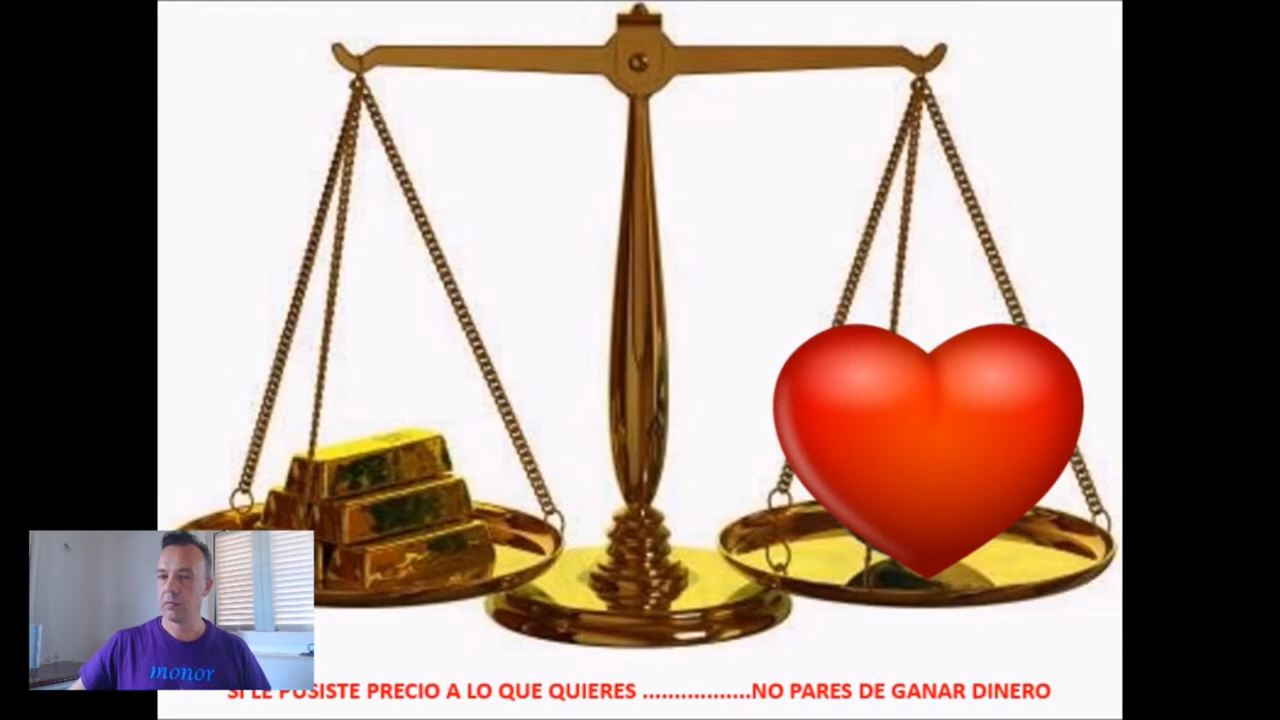 monor
SI LE PUSISTE PRECIO A LO QUE QUIERES .................NO PARES DE GANAR DINERO